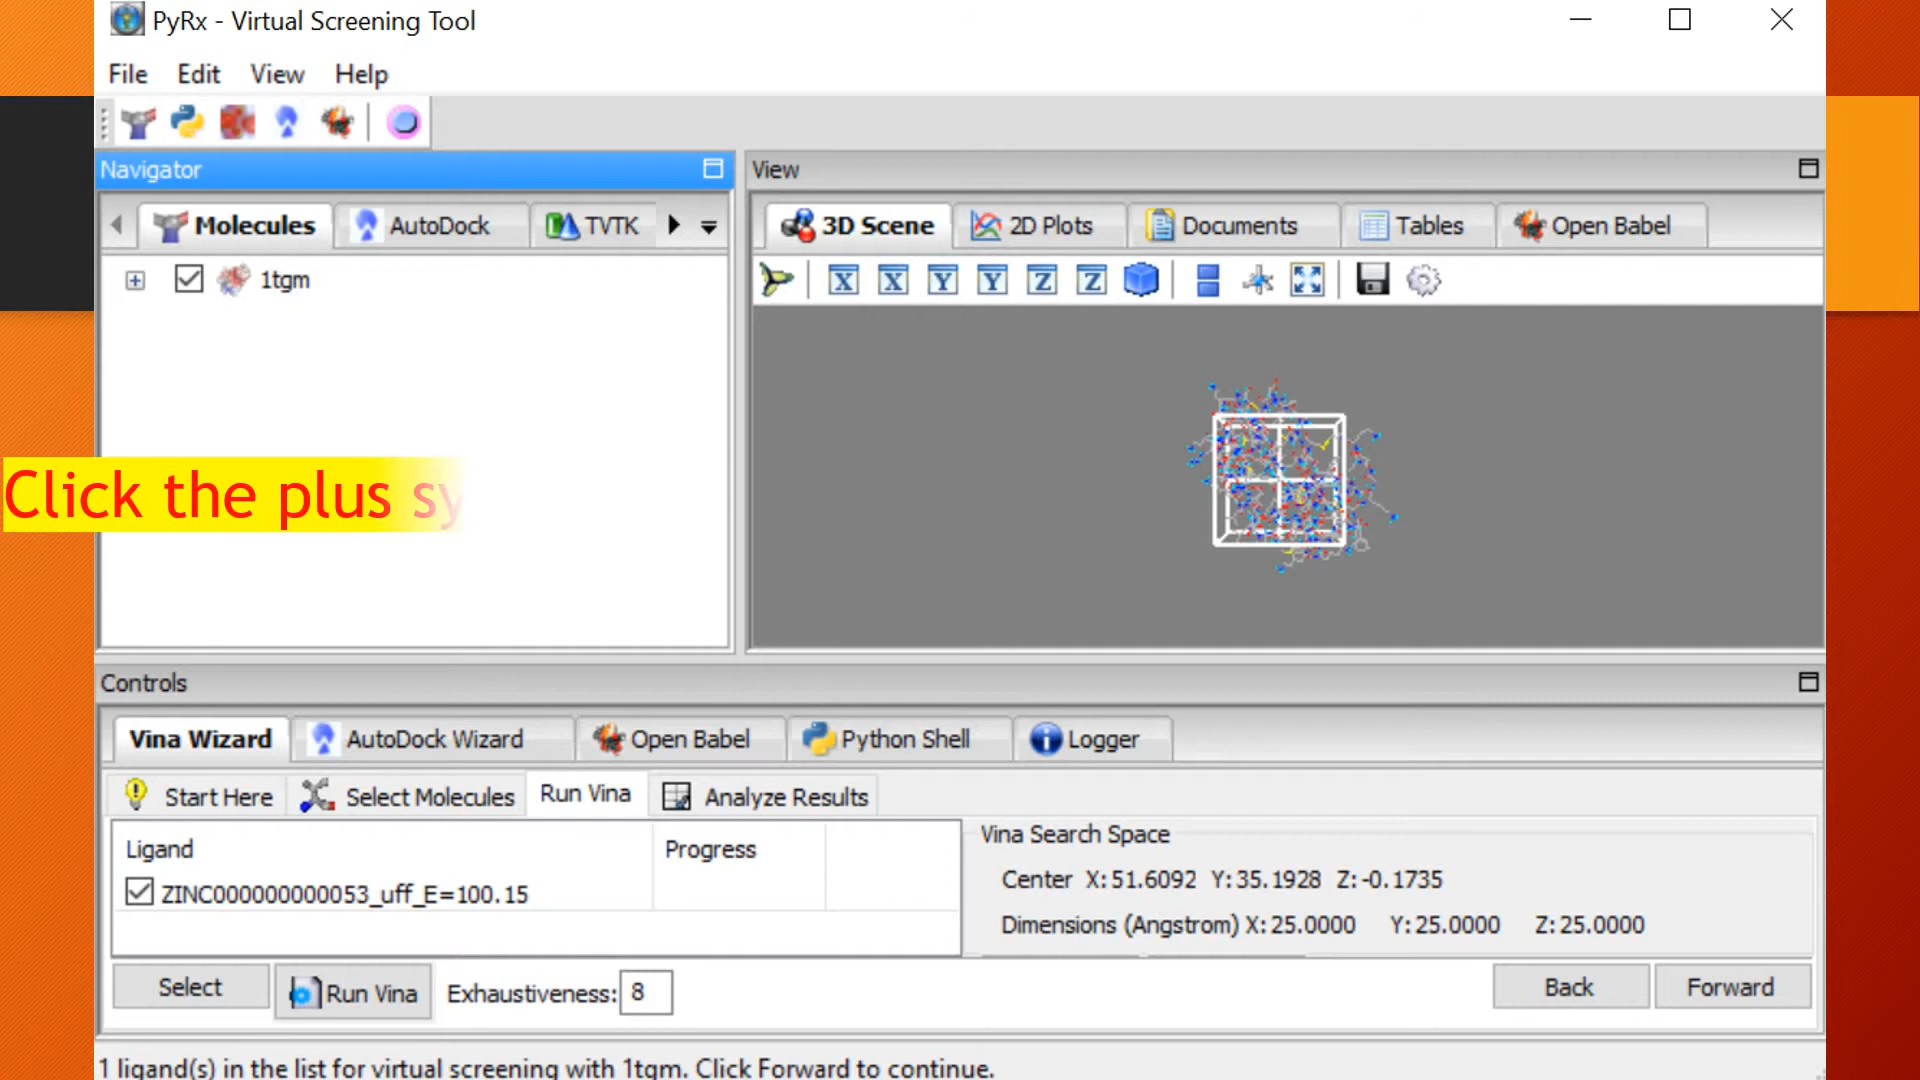 PyRx - Virtual Screening Tool
File Edit View Help
Navigator
View
Molecules AutoDock TVTK
3D Scene 2D Plots Documents Tables Open Babel
1tgm
X X Y Y Z Z
Click the plus sy
Controls
Vina Wizard AutoDock Wizard Open Babel Python Shell Logger
Start Here Select Molecules Run Vina Analyze Results
Ligand Progress
ZINC000000000053_uff_E=100.15
Vina Search Space
Center X:51.6092 Y:35.1928 Z:-0.1735
Dimensions (Angstrom) X:25.0000 Y:25.0000 Z:25.0000
Select Run Vina Exhaustiveness: 8 Back Forward
1 ligand(s) in the list for virtual screening with 1tgm. Click Forward to continue.